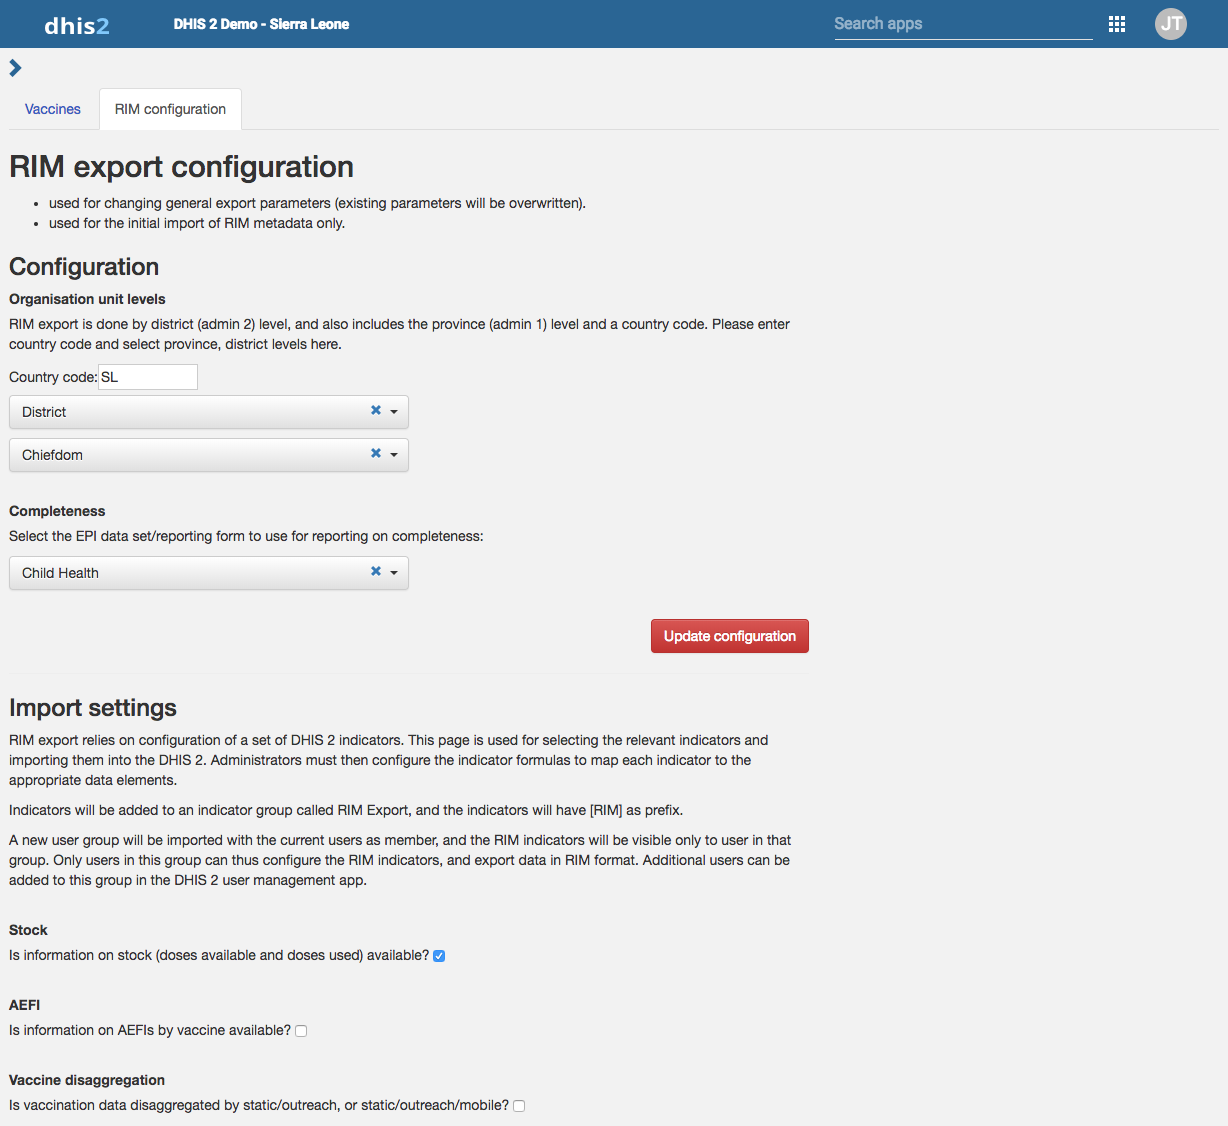 dhis2
DHIS 2 Demo - Sierra Leone
Search apps
JT
Vaccines
RIM configuration
RIM export configuration
used for changing general export parameters (existing parameters will be overwritten).
used for the initial import of RIM metadata only.
Configuration
Organisation unit levels
RIM export is done by district (admin 2) level, and also includes the province (admin 1) level and a country code. Please enter
country code and select province, district levels here.
Country code: SL
District
Chiefdom
Completeness
Select the EPI data set/reporting form to use for reporting on completeness:
Child Health
Update configuration
Import settings
RIM export relies on configuration of a set of DHIS 2 indicators. This page is used for selecting the relevant indicators and
importing them into the DHIS 2. Administrators must then configure the indicator formulas to map each indicator to the
appropriate data elements.
Indicators will be added to an indicator group called RIM Export, and the indicators will have [RIM] as prefix.
A new user group will be imported with the current users as member, and the RIM indicators will be visible only to user in that
group. Only users in this group can thus configure the RIM indicators, and export data in RIM format. Additional users can be
added to this group in the DHIS 2 user management app.
Stock
Is information on stock (doses available and doses used) available?
AEFI
Is information on AEFIs by vaccine available?
Vaccine disaggregation
Is vaccination data disaggregated by static/outreach, or static/outreach/mobile?